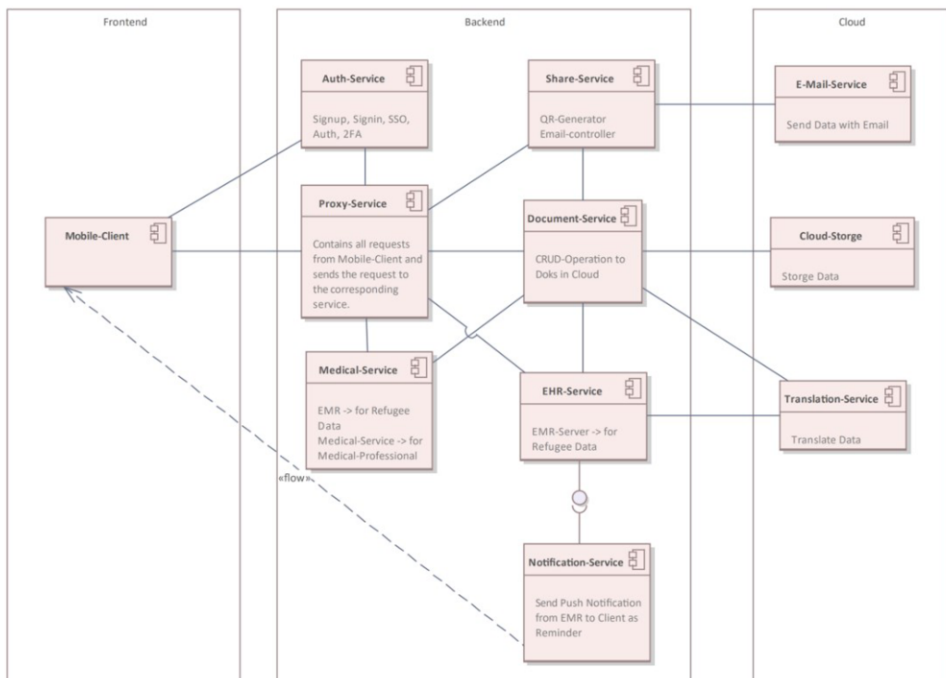 Frontend
Backend
Cloud
Auth-Service
Signup, Signin, SSO,
Auth, 2FA
Share-Service
QR-Generator
Email-controller
E-Mail-Service
Send Data with Email
Mobile-Client
Proxy-Service
Contains all requests
from Mobile-Client and
sends the request to
the corresponding
service.
Document-Service
CRUD-Operation to
Doks in Cloud
Cloud-Storge
Storge Data
Medical-Service
EMR -> for Refugee
Data
Medical-Service -> for
Medical-Professional
EHR-Service
EMR-Server -> for
Refugee Data
Translation-Service
Translate Data
«flow»
Notification-Service
Send Push Notification
from EMR to Client as
Reminder